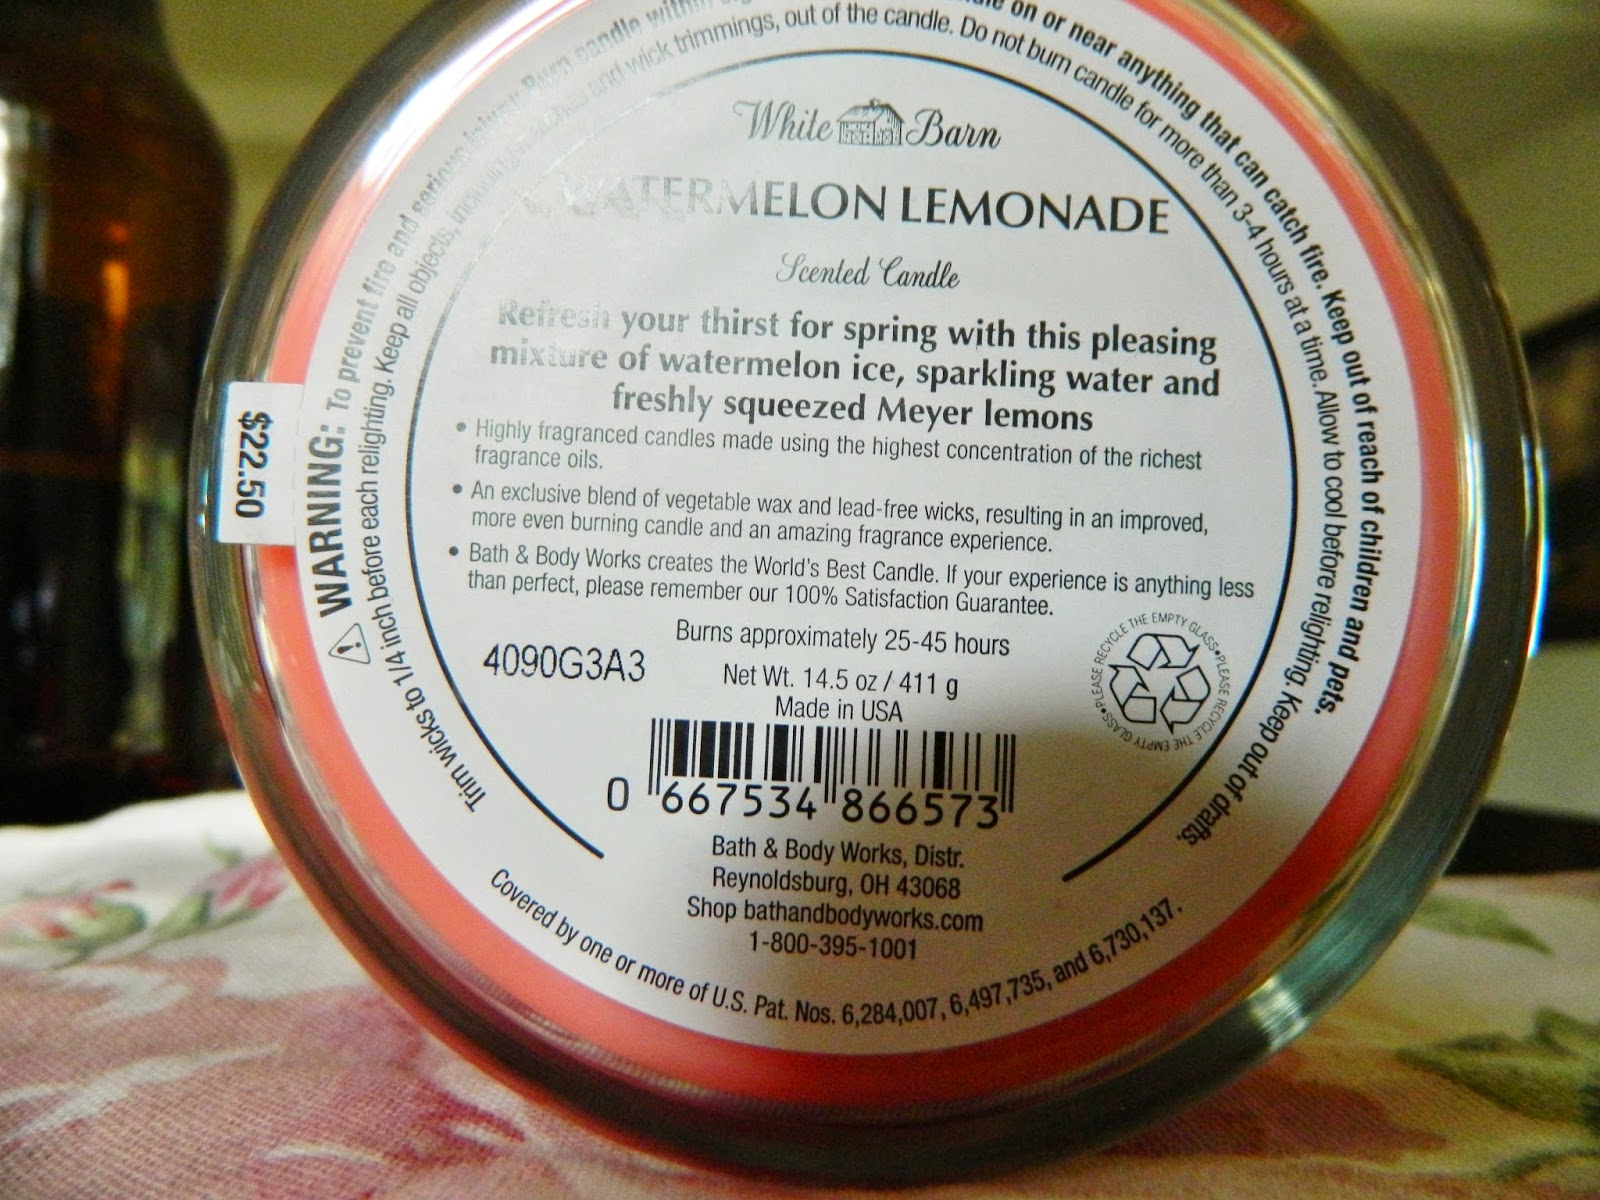 White Barn
WATERMELON LEMONADE
Scented Candle
Refresh your thirst for spring with this pleasing
mixture of watermelon ice, sparkling water and
freshly squeezed Meyer lemons
• Highly fragranced candles made using the highest concentration of the richest
fragrance oils.
• An exclusive blend of vegetable wax and lead-free wicks, resulting in an improved,
more even burning candle and an amazing fragrance experience.
• Bath & Body Works creates the World's Best Candle. If your experience is anything less
than perfect, please remember our 100% Satisfaction Guarantee.
Burns approximately 25-45 hours
4090G3A3
Net Wt. 14.5 oz / 411 g
Made in USA
PLEASE RECYCLE THE EMPTY GLASS • PLEASE RECYCLE THE EMPTY GLASS •
0 667534 866573
Bath & Body Works, Distr.
Reynoldsburg, OH 43068
Shop bathandbodyworks.com
1-800-395-1001
$22.50
WARNING: To prevent fire and serious injury: Burn candle within on or near anything that can catch fire. Keep out of reach of children and pets.
Trim wicks to 1/4 inch before each relighting. Keep all objects, including and wick trimmings, out of the candle. Do not burn candle for more than 3-4 hours at a time. Allow to cool before relighting. Keep out of drafts.
Covered by one or more of U.S. Pat. Nos. 6,284,007, 6,497,735, and 6,730,137.